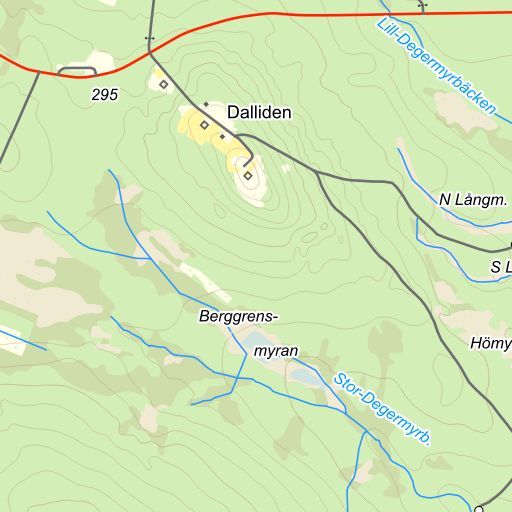 Lill-Degermyrbäcken
295
Dalliden
N Långm.
S L
Berggrens-
myran
Hömy
Stor-Degermyrb.